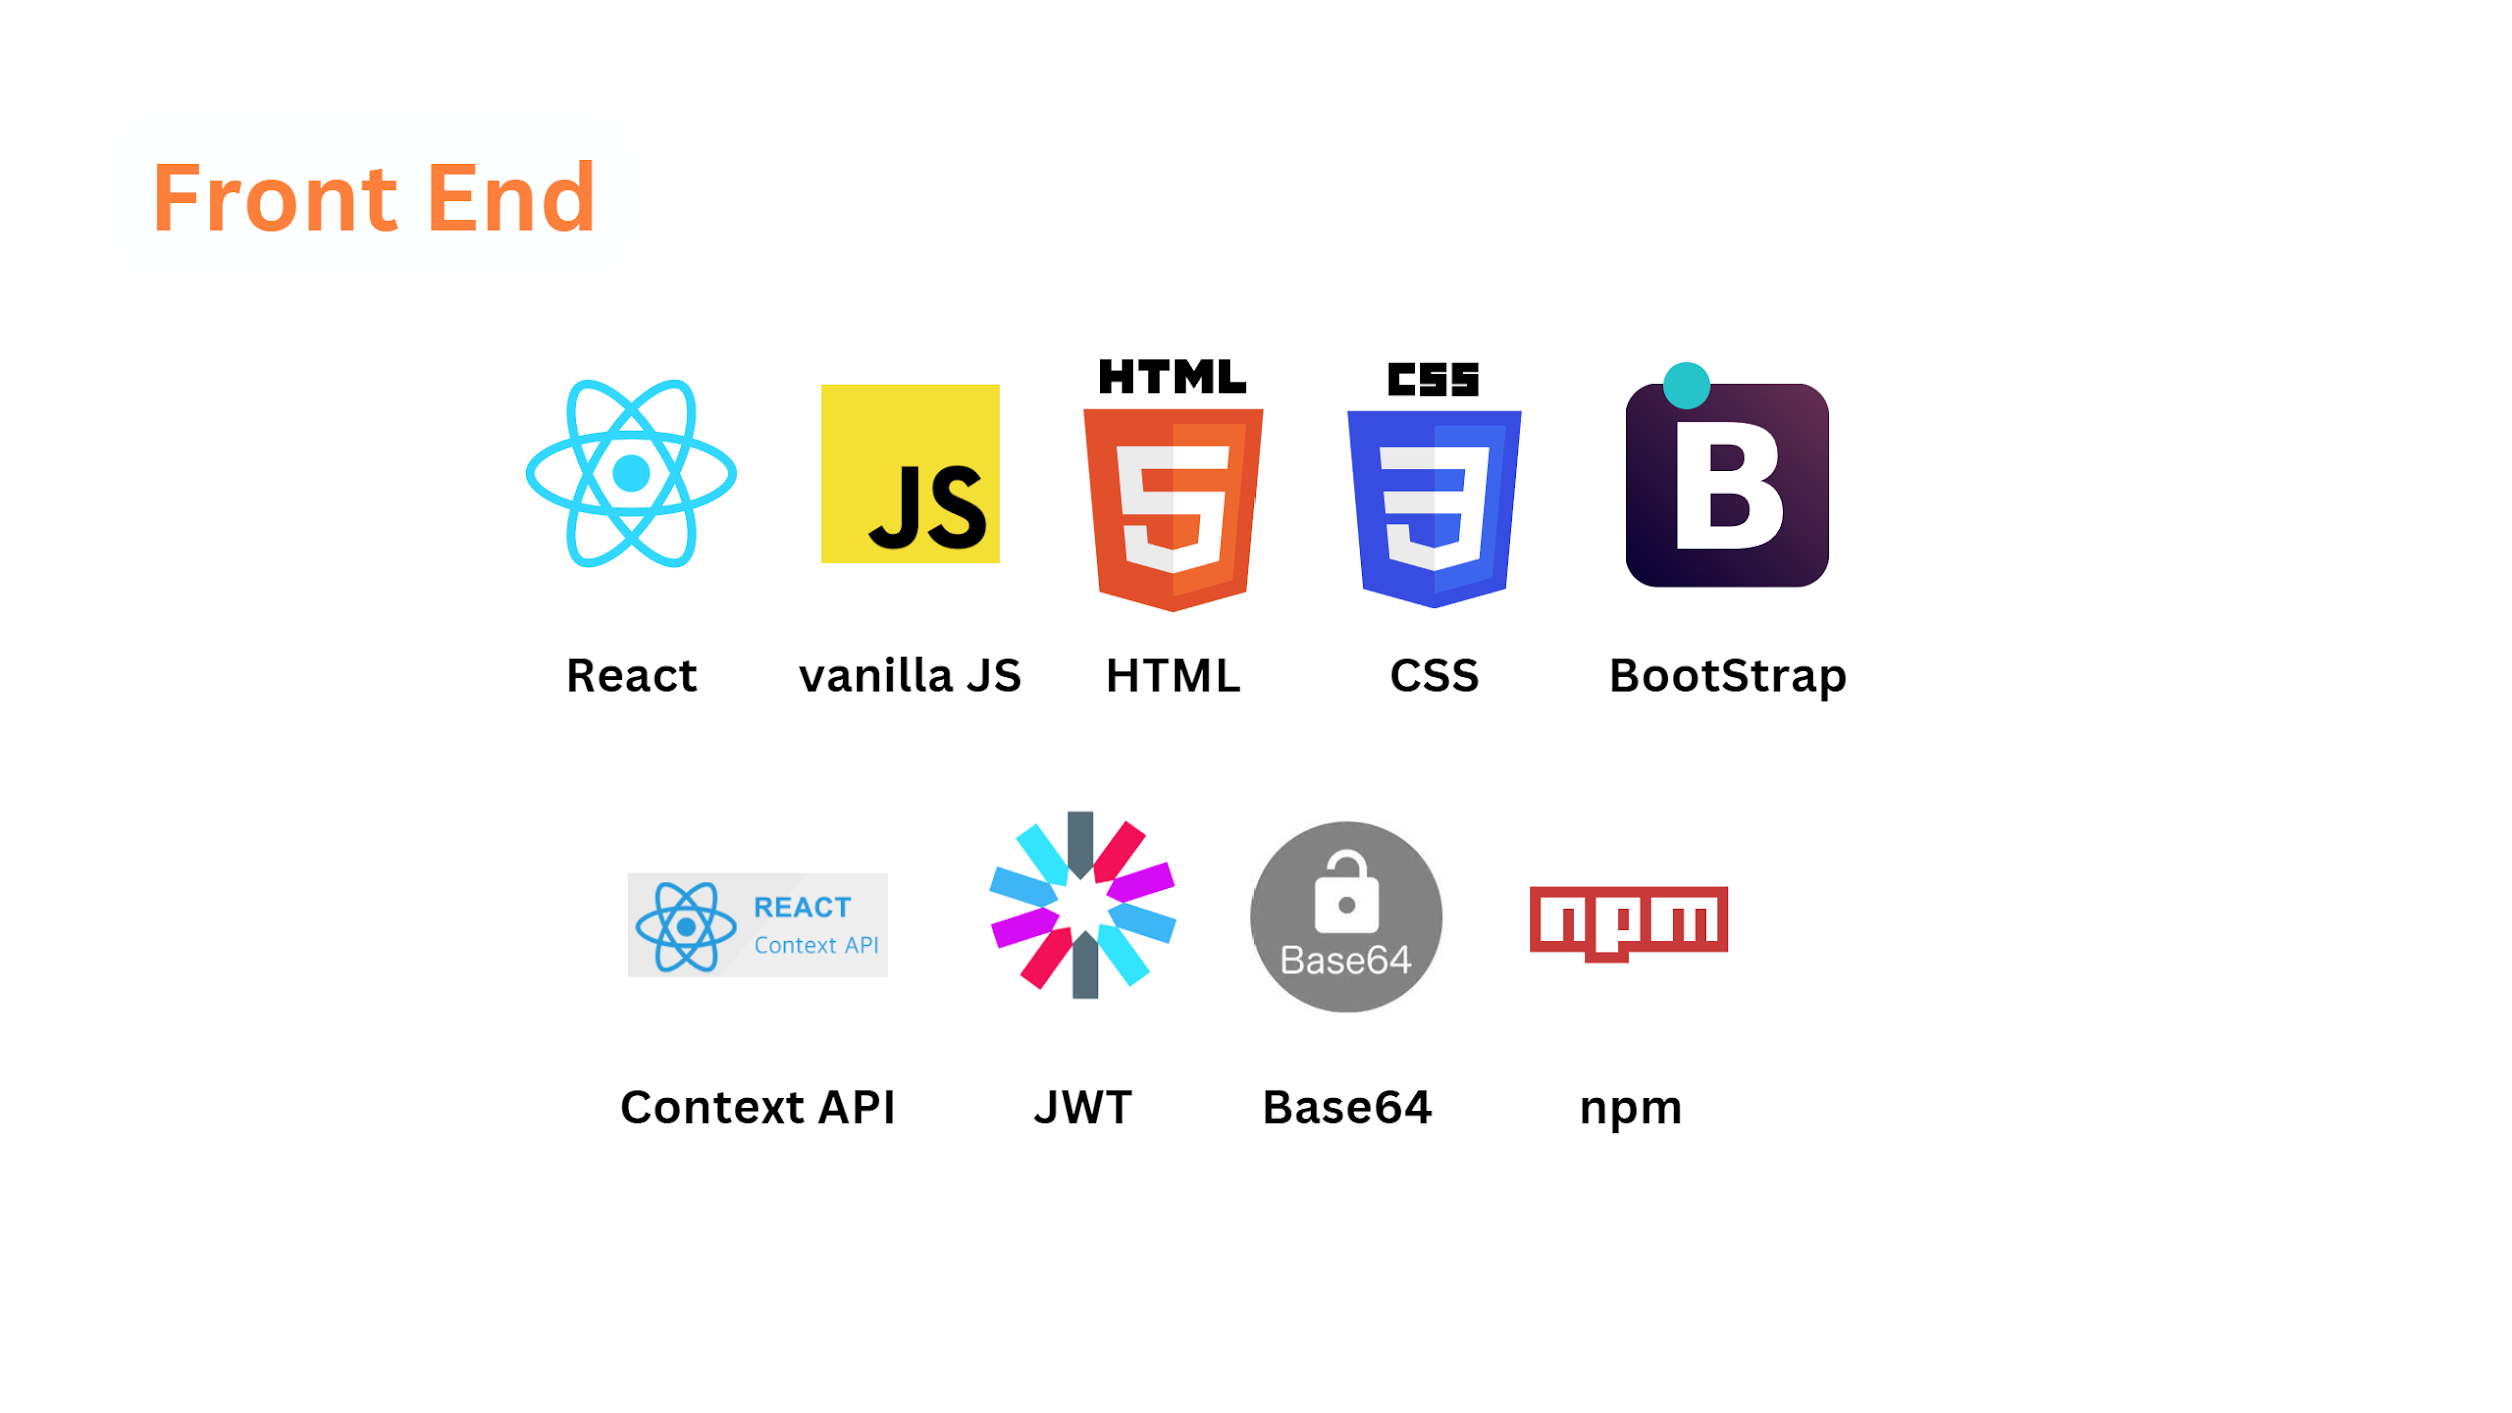 Front End
JS
HTML
CSS
B
React
vanilla JS
HTML
CSS
BootStrap
REACT
Context API
Base64
npm
Context API
JWT
Base64
npm